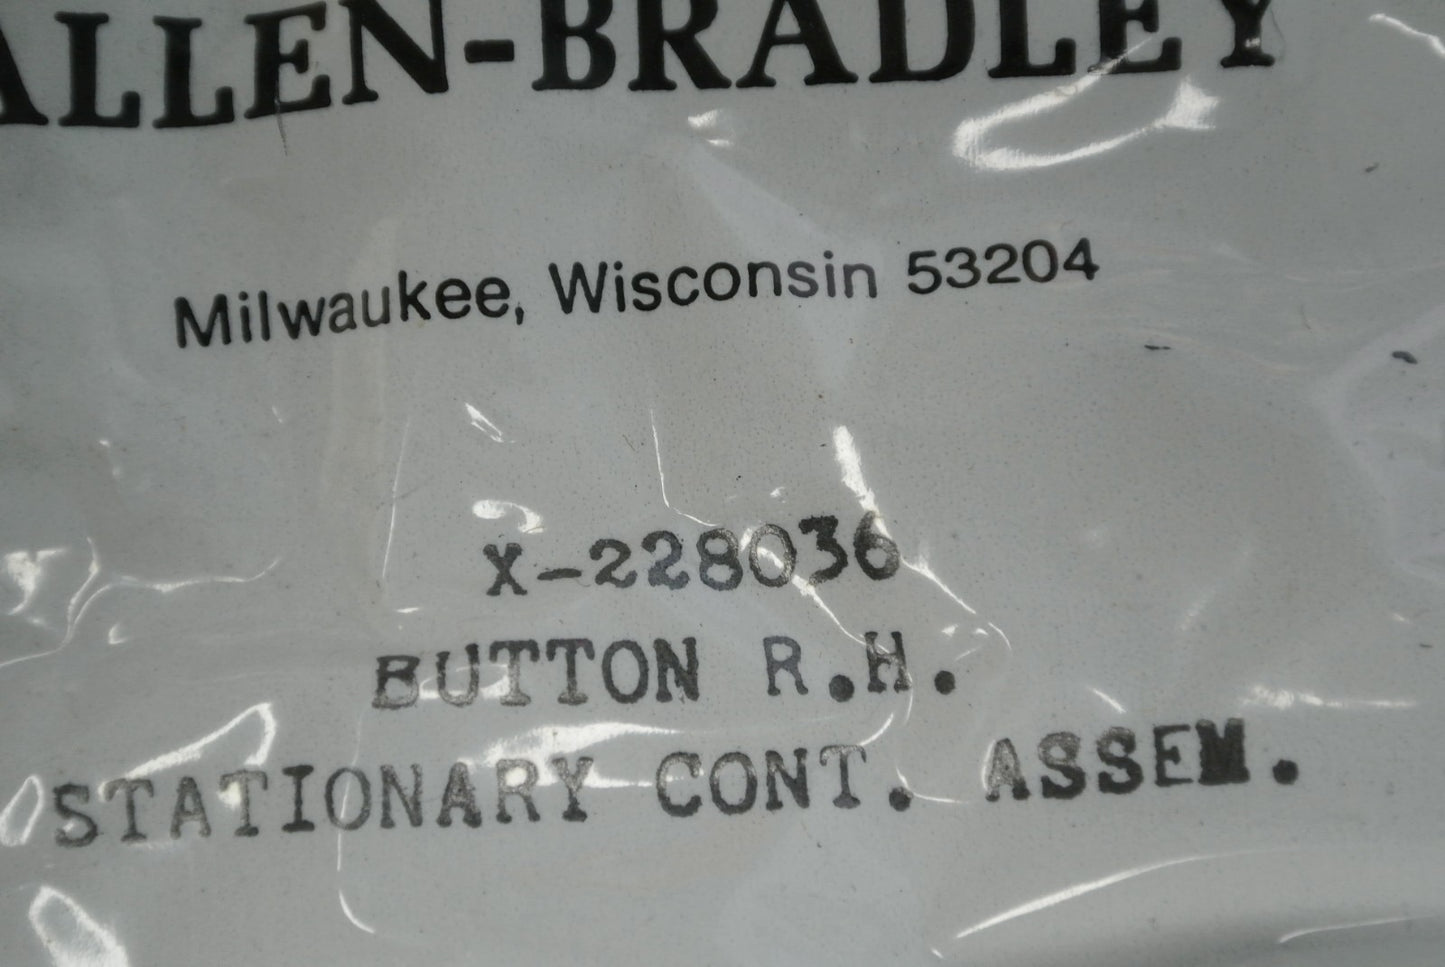 ALLEN-BRADLEY
Milwaukee, Wisconsin 53204
X-228036
BUTTON R.H.
STATIONARY CONT. ASSEM.